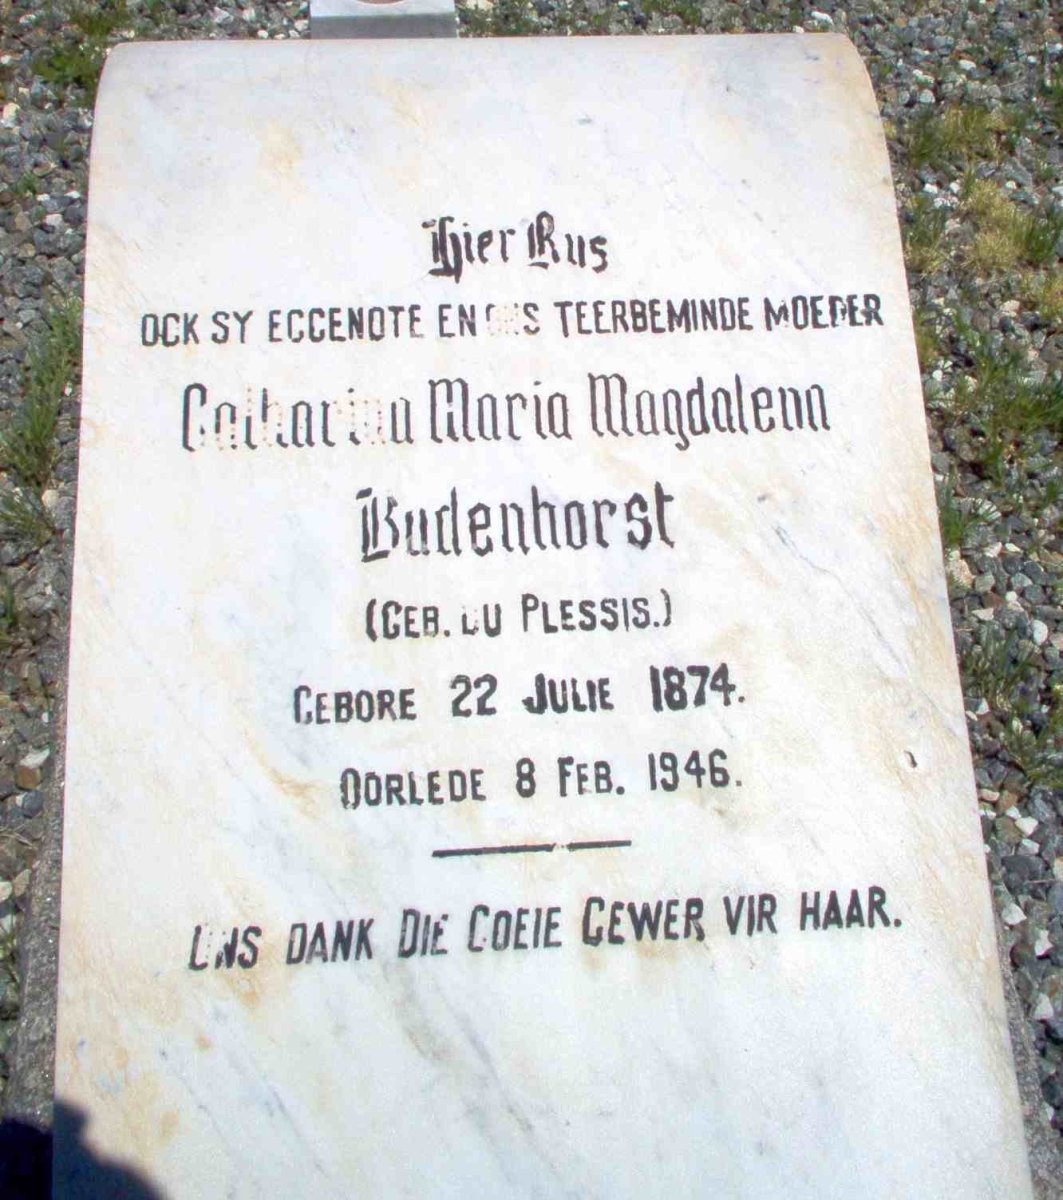 Hier Rus
OOK SY EGGENOTE EN ONS TEERBEMINDE MOEDER
Catharina Maria Magdalena
Budenhorst
(GEB. DU PLESSIS.)
GEBORE 22 JULIE 1874.
OORLEDE 8 FEB. 1946.
ONS DANK DIE GOEIE GEWER VIR HAAR.